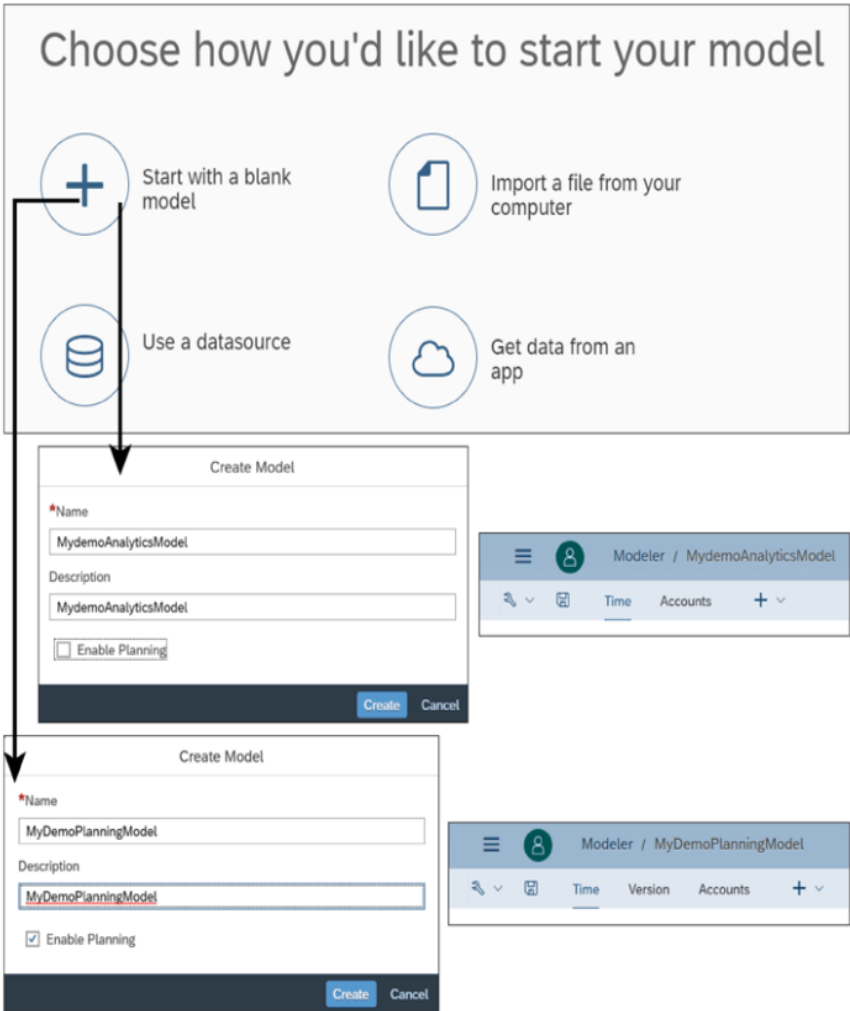 Choose how you'd like to start your model
Start with a blank
model
Import a file from your
computer
Use a datasource
Get data from an
app
Create Model
*Name
MydemoAnalyticsModel
Description
MydemoAnalyticsModel
Enable Planning
Create Cancel
Modeler / MydemoAnalyticsModel
Time Accounts
Create Model
*Name
MyDemoPlanningModel
Description
MyDemoPlanningModel
Enable Planning
Create Cancel
Modeler / MyDemoPlanningModel
Time Version Accounts